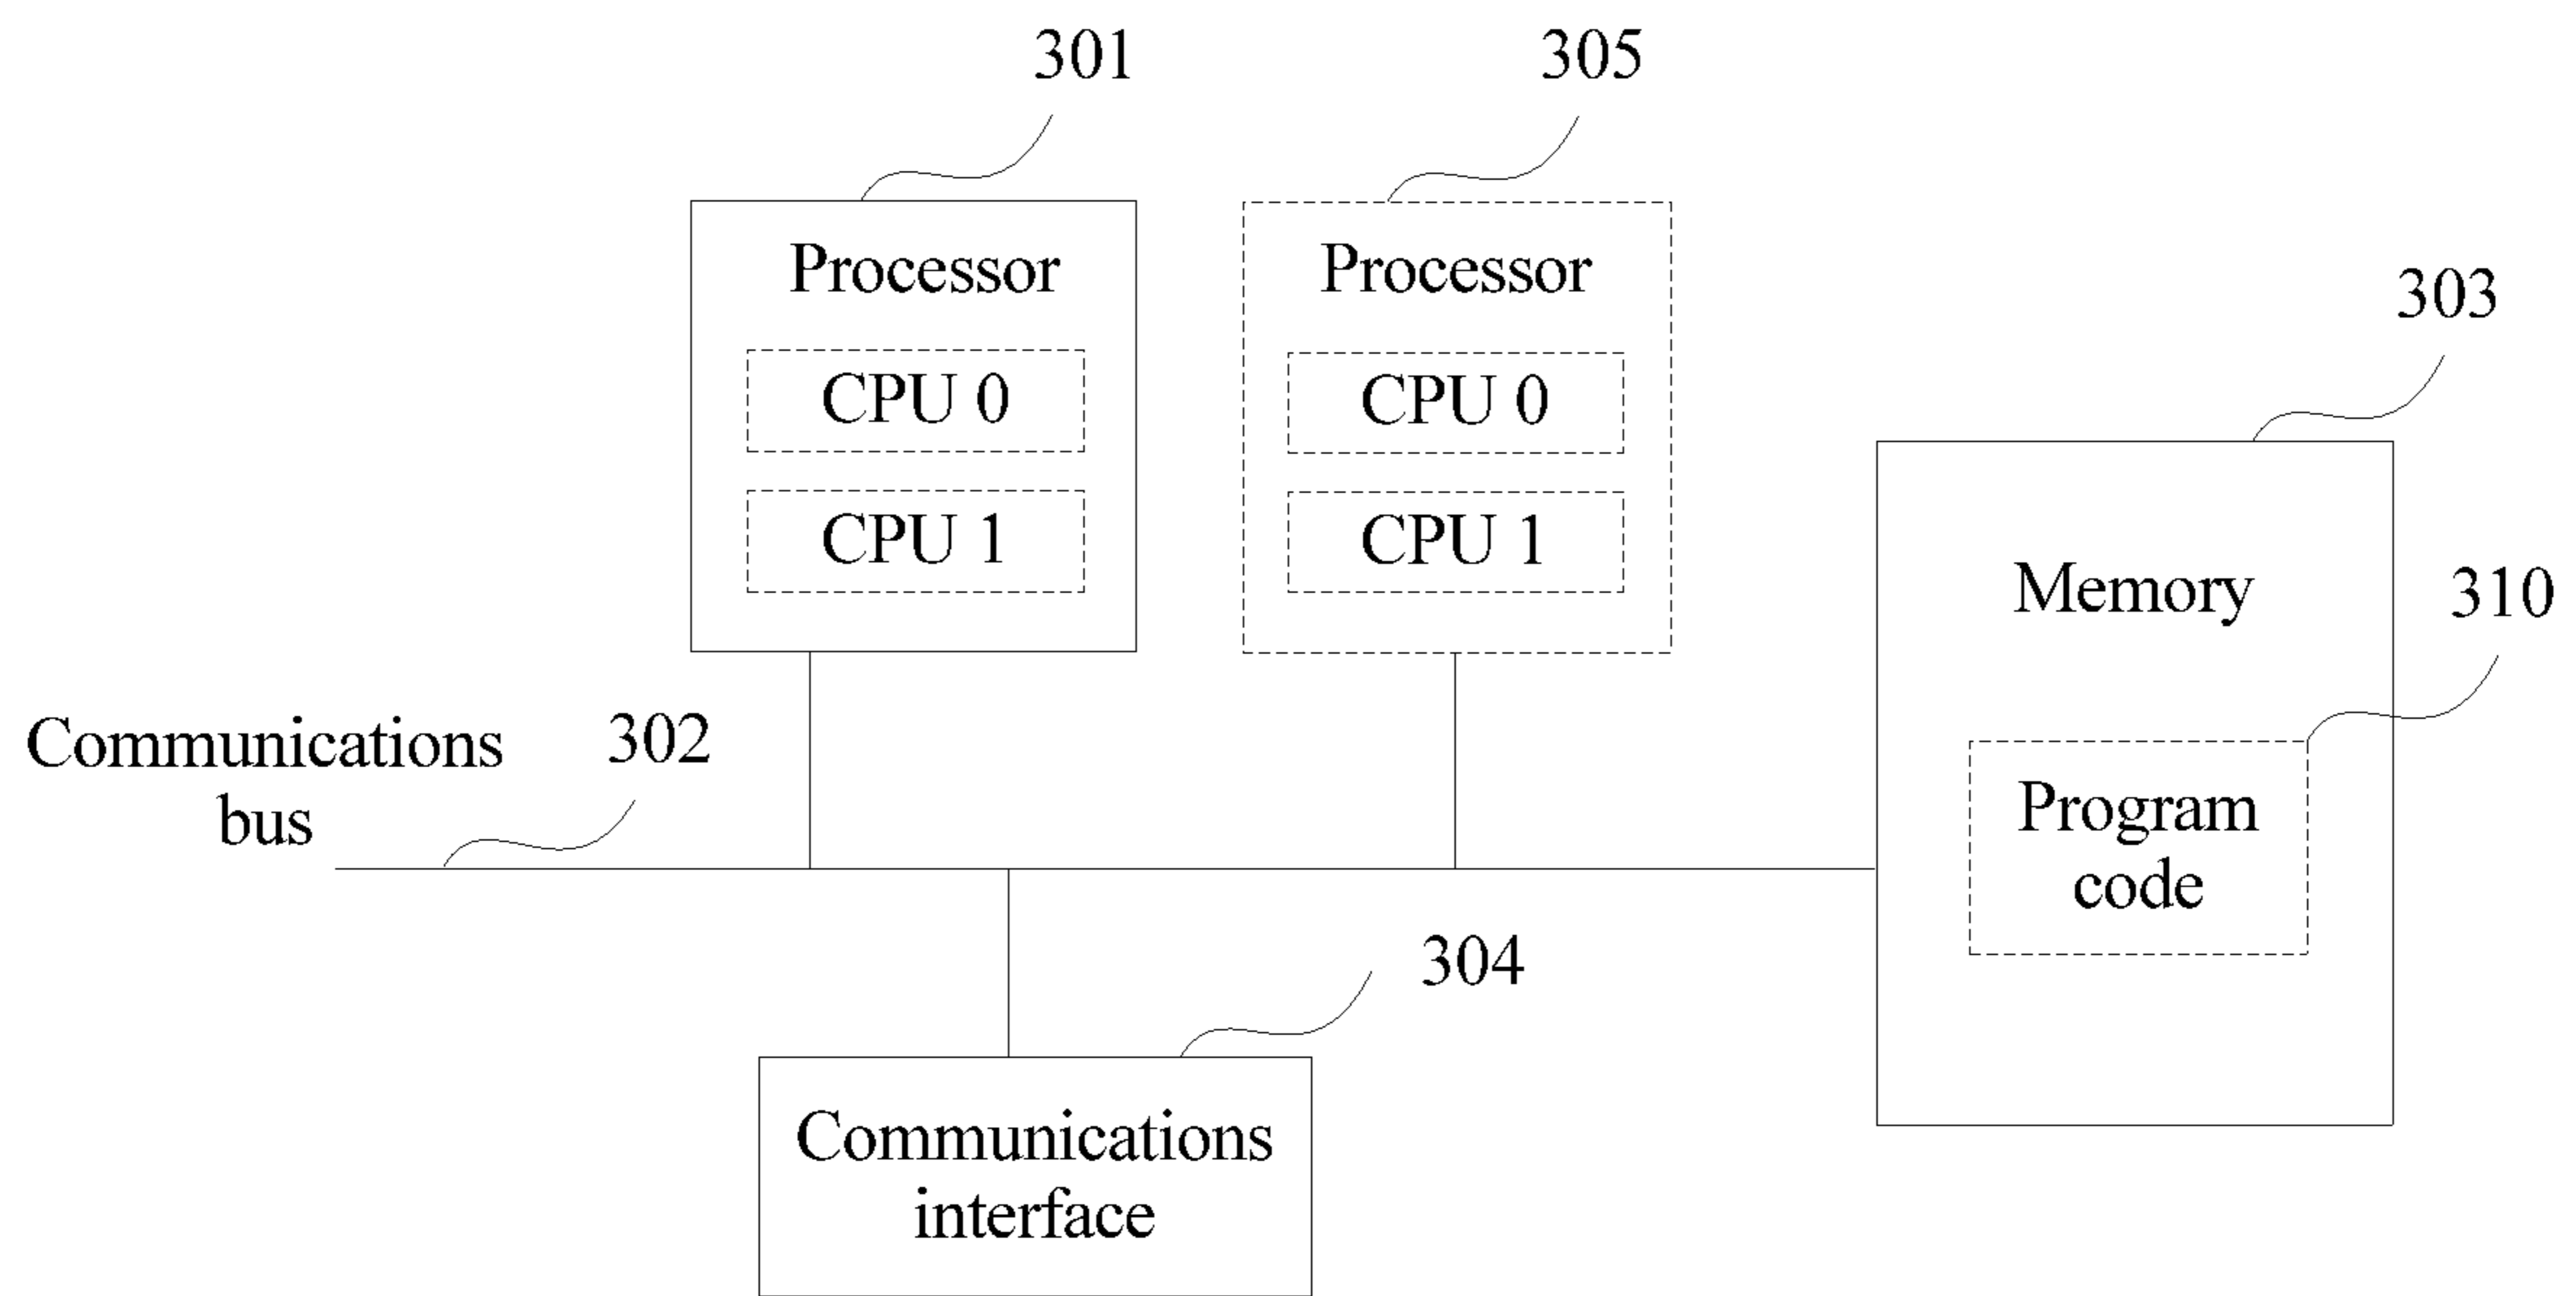 301
305
Processor
CPU 0
CPU 1
Processor
CPU 0
CPU 1
303
Memory
310
Program
code
Communications
bus
302
304
Communications
interface